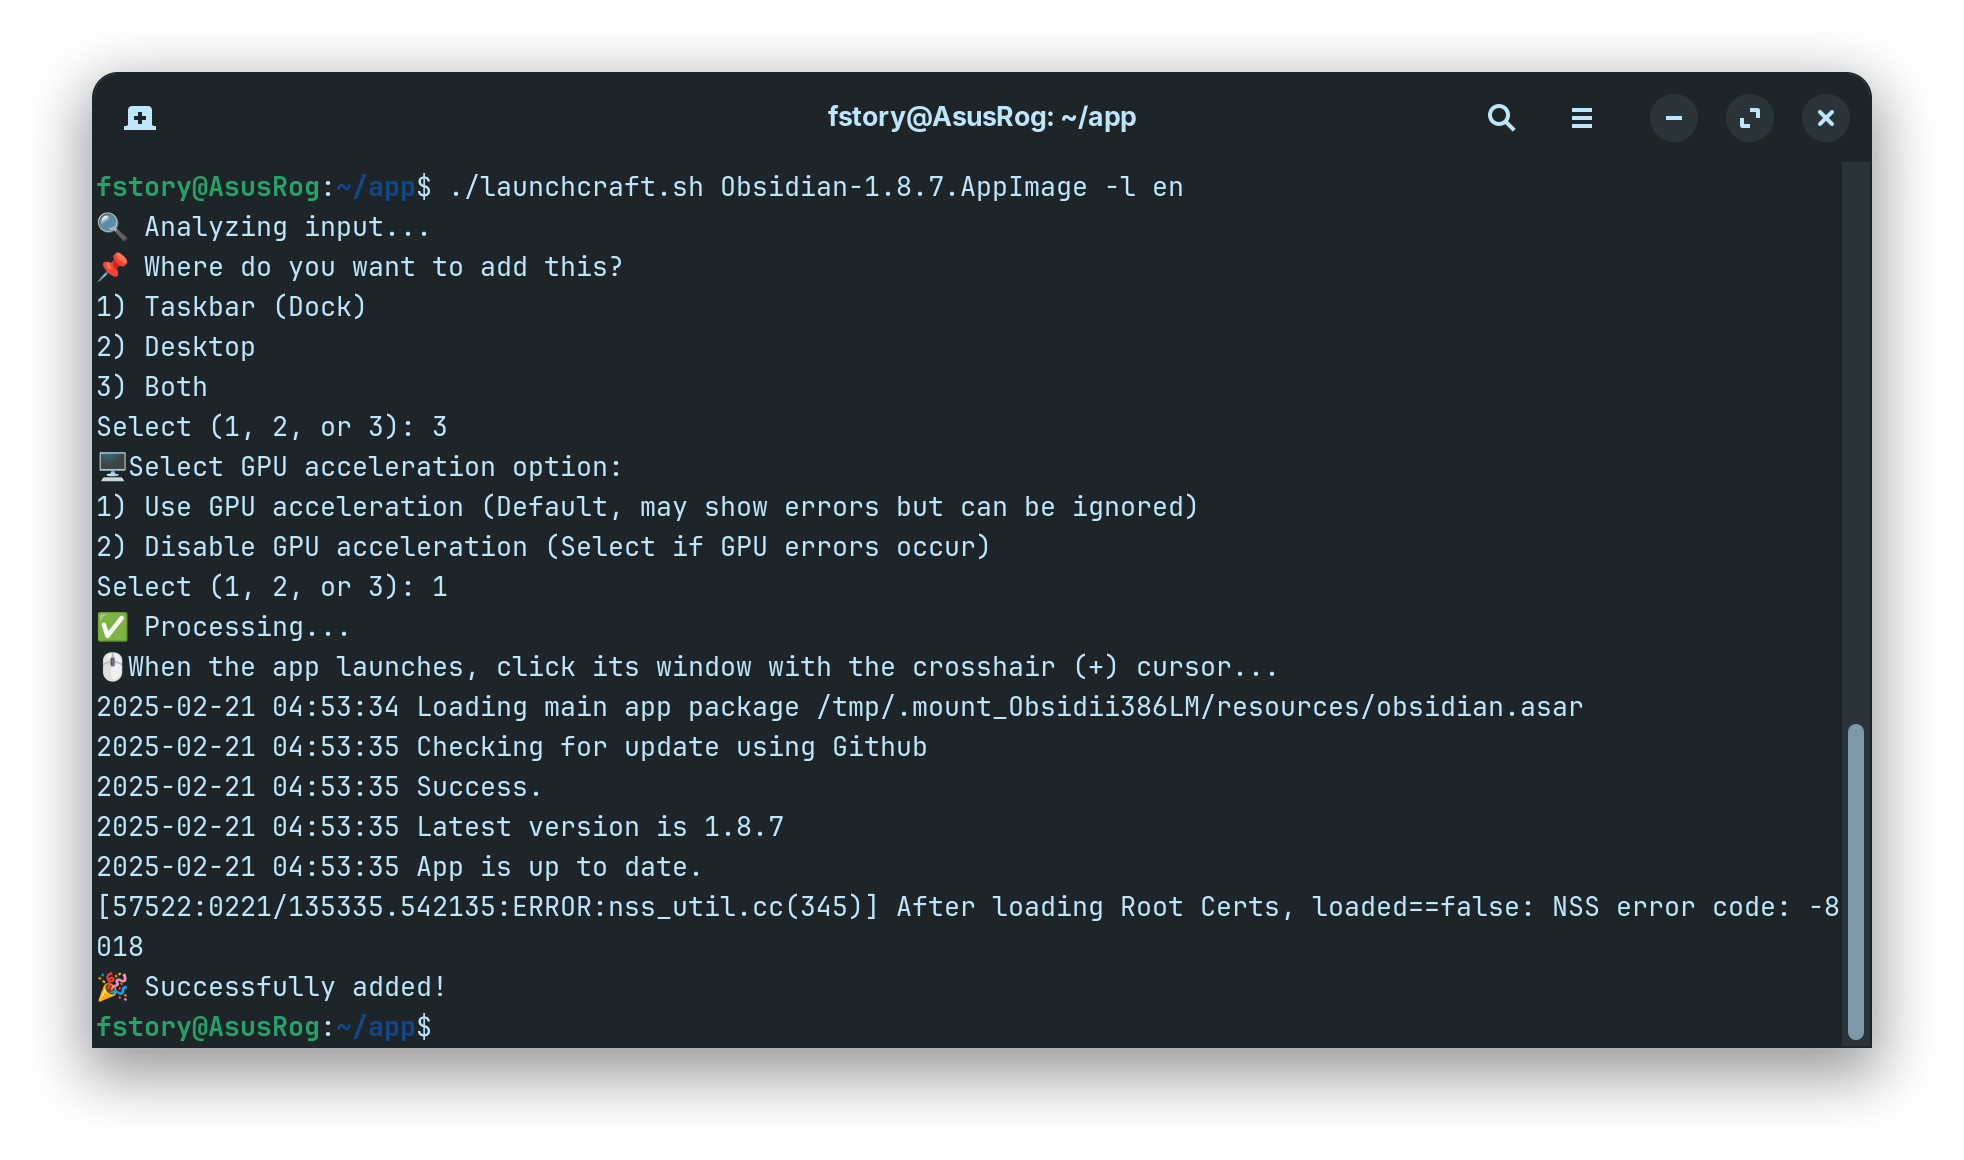 fstory@AsusRog: ~/app
fstory@AsusRog:~/app$ ./launchcraft.sh Obsidian-1.8.7.AppImage -l en
🔍 Analyzing input...
📌 Where do you want to add this?
1) Taskbar (Dock)
2) Desktop
3) Both
Select (1, 2, or 3): 3
🖥️Select GPU acceleration option:
1) Use GPU acceleration (Default, may show errors but can be ignored)
2) Disable GPU acceleration (Select if GPU errors occur)
Select (1, 2, or 3): 1
✅ Processing...
🖱️When the app launches, click its window with the crosshair (+) cursor...
2025-02-21 04:53:34 Loading main app package /tmp/.mount_Obsidii386LM/resources/obsidian.asar
2025-02-21 04:53:35 Checking for update using Github
2025-02-21 04:53:35 Success.
2025-02-21 04:53:35 Latest version is 1.8.7
2025-02-21 04:53:35 App is up to date.
[57522:0221/135335.542135:ERROR:nss_util.cc(345)] After loading Root Certs, loaded==false: NSS error code: -8
018
🎉 Successfully added!
fstory@AsusRog:~/app$